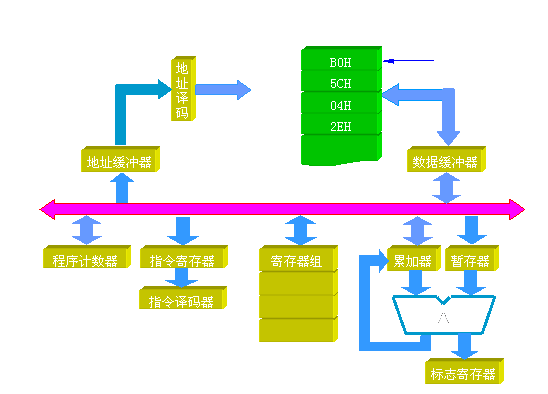 地址译码
B0H
5CH
04H
2EH
地址缓冲器
数据缓冲器
程序计数器
指令寄存器
寄存器组
累加器
暂存器
指令译码器
标志寄存器